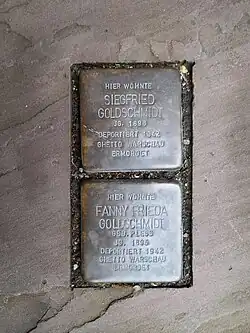 HIER WOHNTE
SIEGFRIED
GOLDSCHMIDT
JG.
DEPORTIERT 1942
GHETTO WARSCHAU
ERMORDET
HIER WOHNTE
FANNY FRIEDA
GOLDSCHMIDT
GEB.
JG.
DEPORTIERT 1942
GHETTO WARSCHAU
ERMORDET